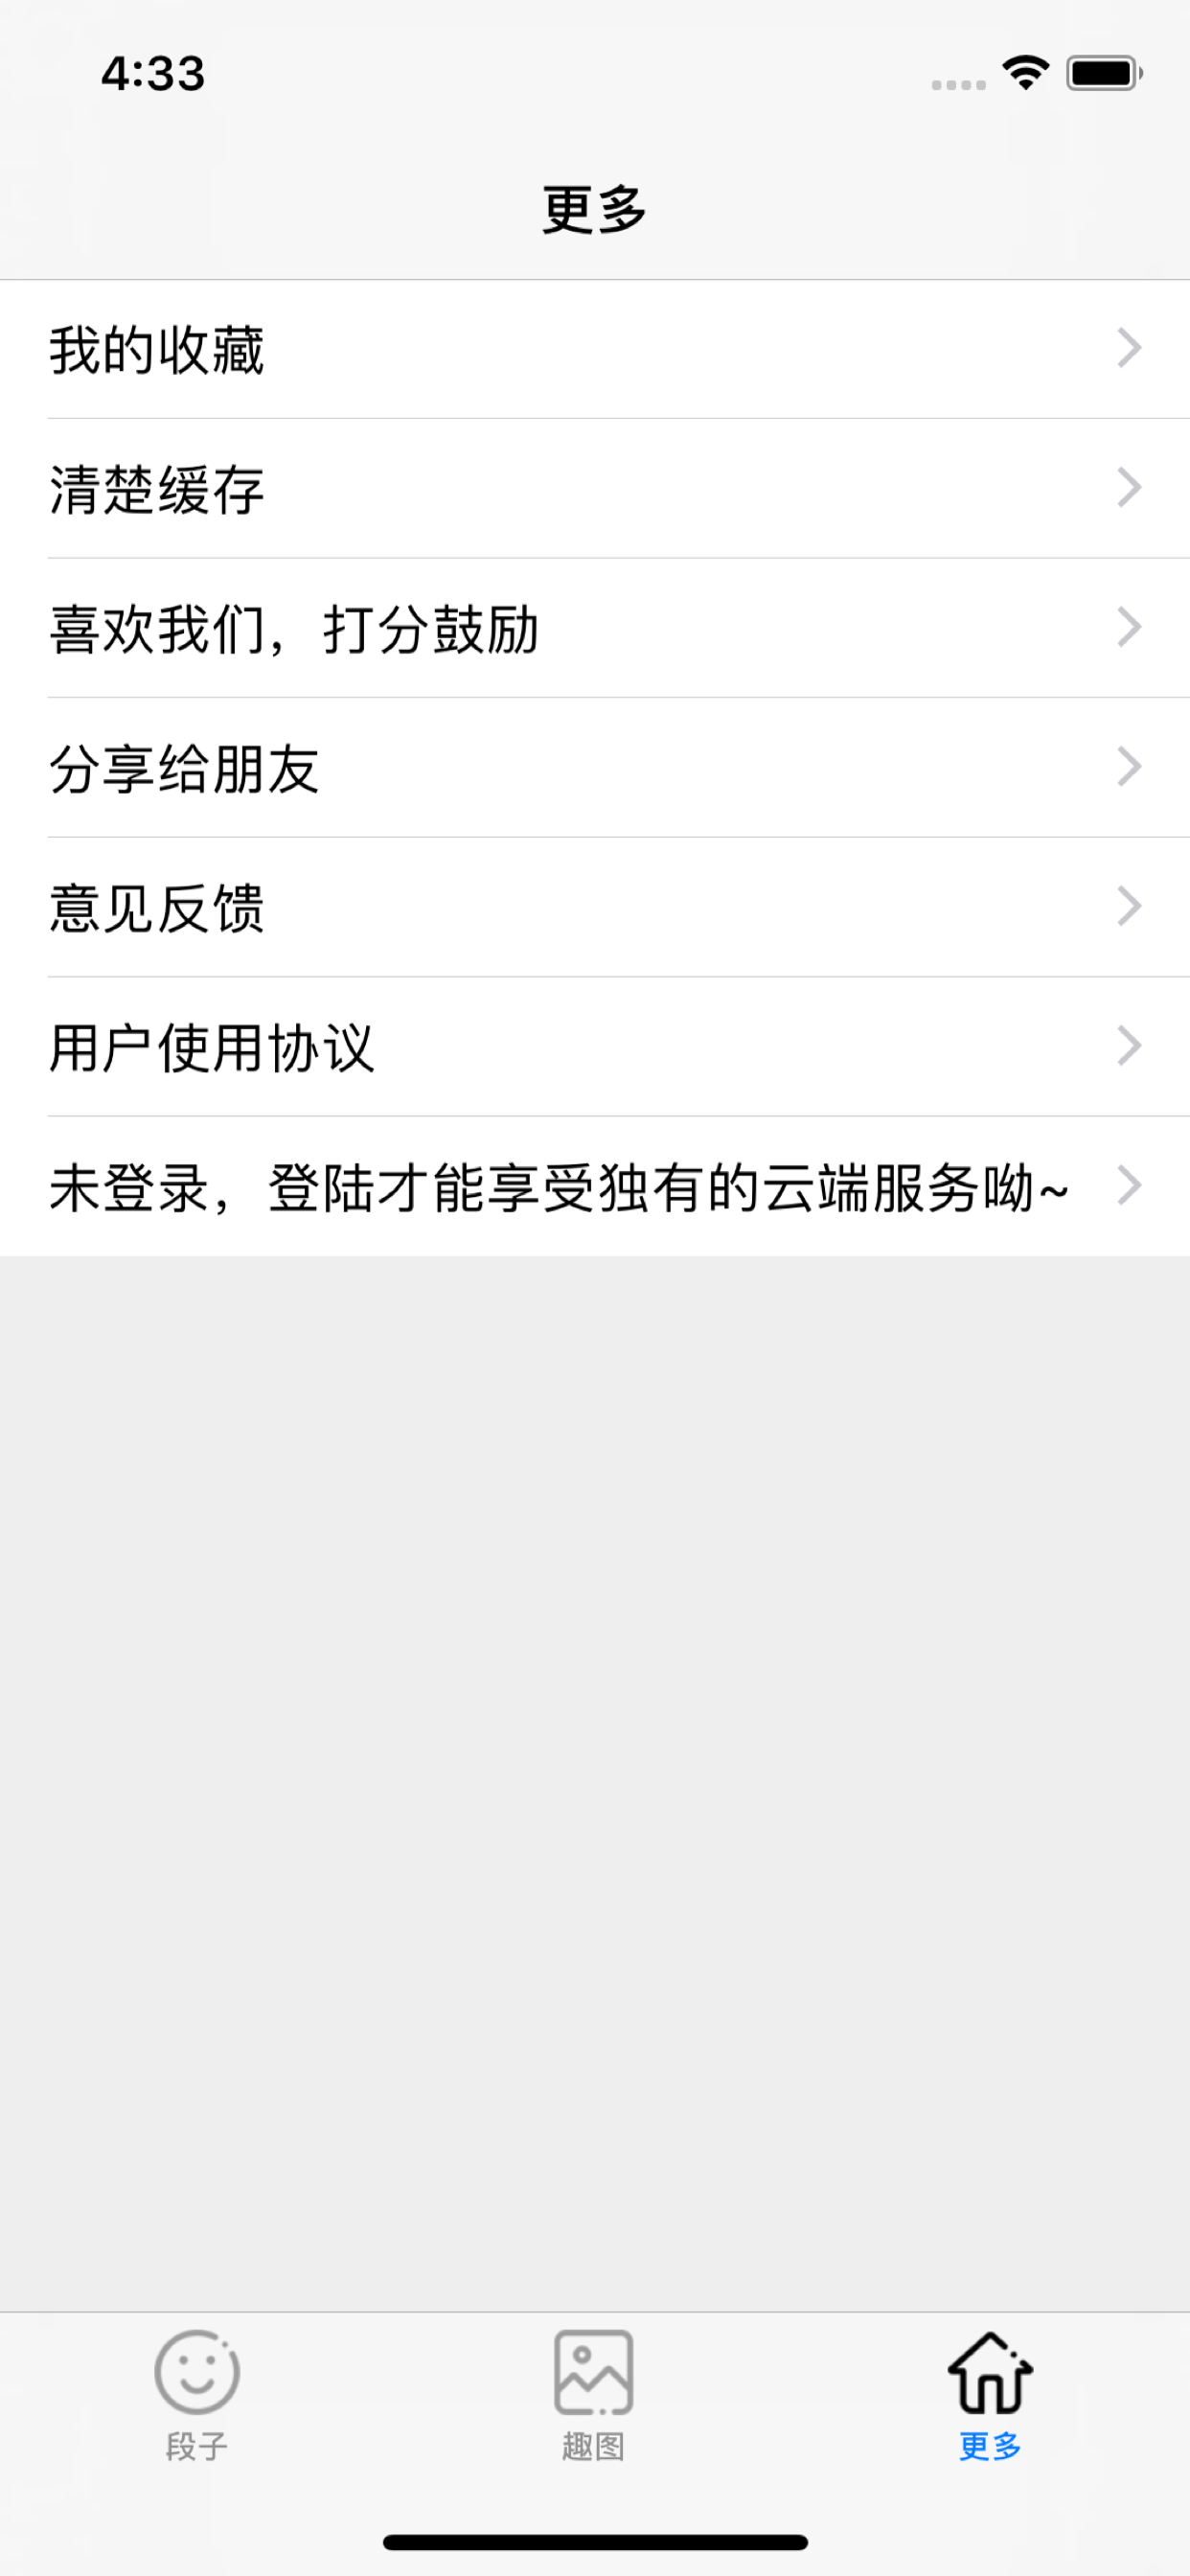 4:33
更多
我的收藏
清楚缓存
喜欢我们，打分鼓励
分享给朋友
意见反馈
用户使用协议
未登录，登陆才能享受独有的云端服务呦~
段子
趣图
更多